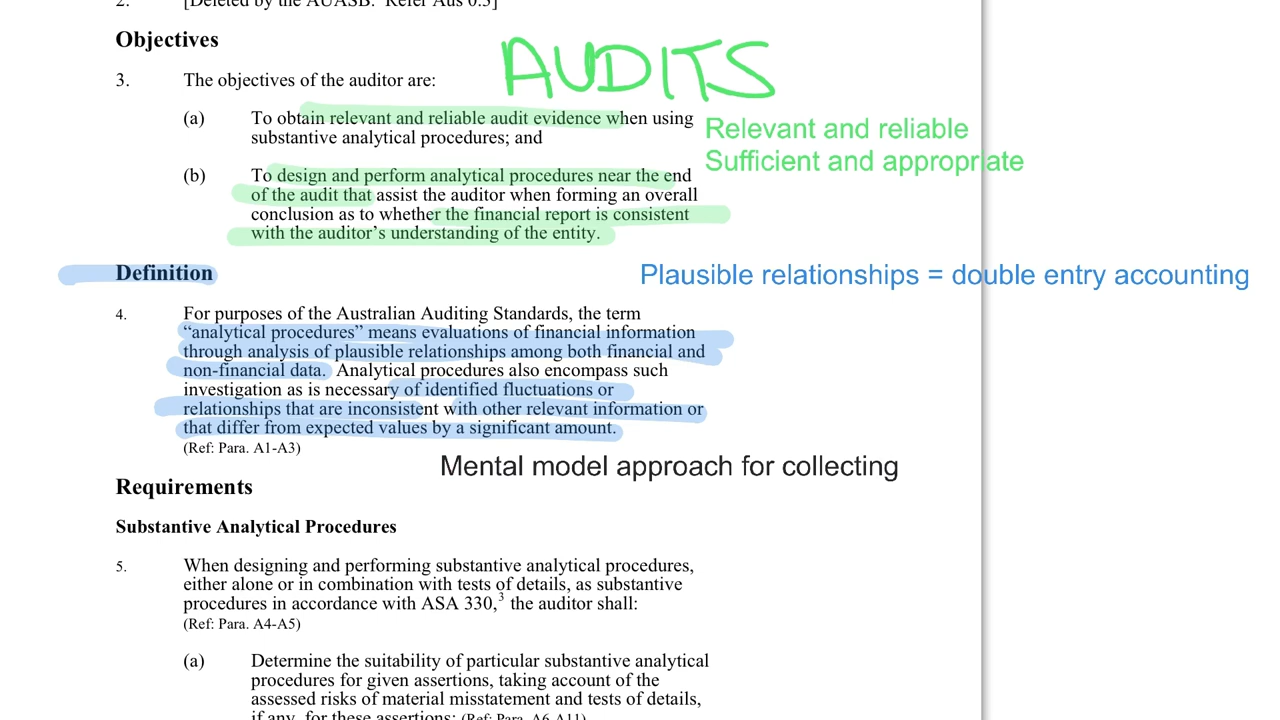 2. [Deleted by the AUASB. Refer Aus 0.3]
Objectives
AUDITS
3. The objectives of the auditor are:
(a) To obtain relevant and reliable audit evidence when using
substantive analytical procedures; and
Relevant and reliable
Sufficient and appropriate
(b) To design and perform analytical procedures near the end
of the audit that assist the auditor when forming an overall
conclusion as to whether the financial report is consistent
with the auditor’s understanding of the entity.
Definition
Plausible relationships = double entry accounting
4. For purposes of the Australian Auditing Standards, the term
“analytical procedures” means evaluations of financial information
through analysis of plausible relationships among both financial and
non-financial data. Analytical procedures also encompass such
investigation as is necessary of identified fluctuations or
relationships that are inconsistent with other relevant information or
that differ from expected values by a significant amount.
(Ref: Para. A1-A3)
Mental model approach for collecting
Requirements
Substantive Analytical Procedures
5. When designing and performing substantive analytical procedures,
either alone or in combination with tests of details, as substantive
procedures in accordance with ASA 330,3 the auditor shall:
(Ref: Para. A4-A5)
(a) Determine the suitability of particular substantive analytical
procedures for given assertions, taking account of the
assessed risks of material misstatement and tests of details,
if any, for these assertions; (Ref: Para. A6-A11)